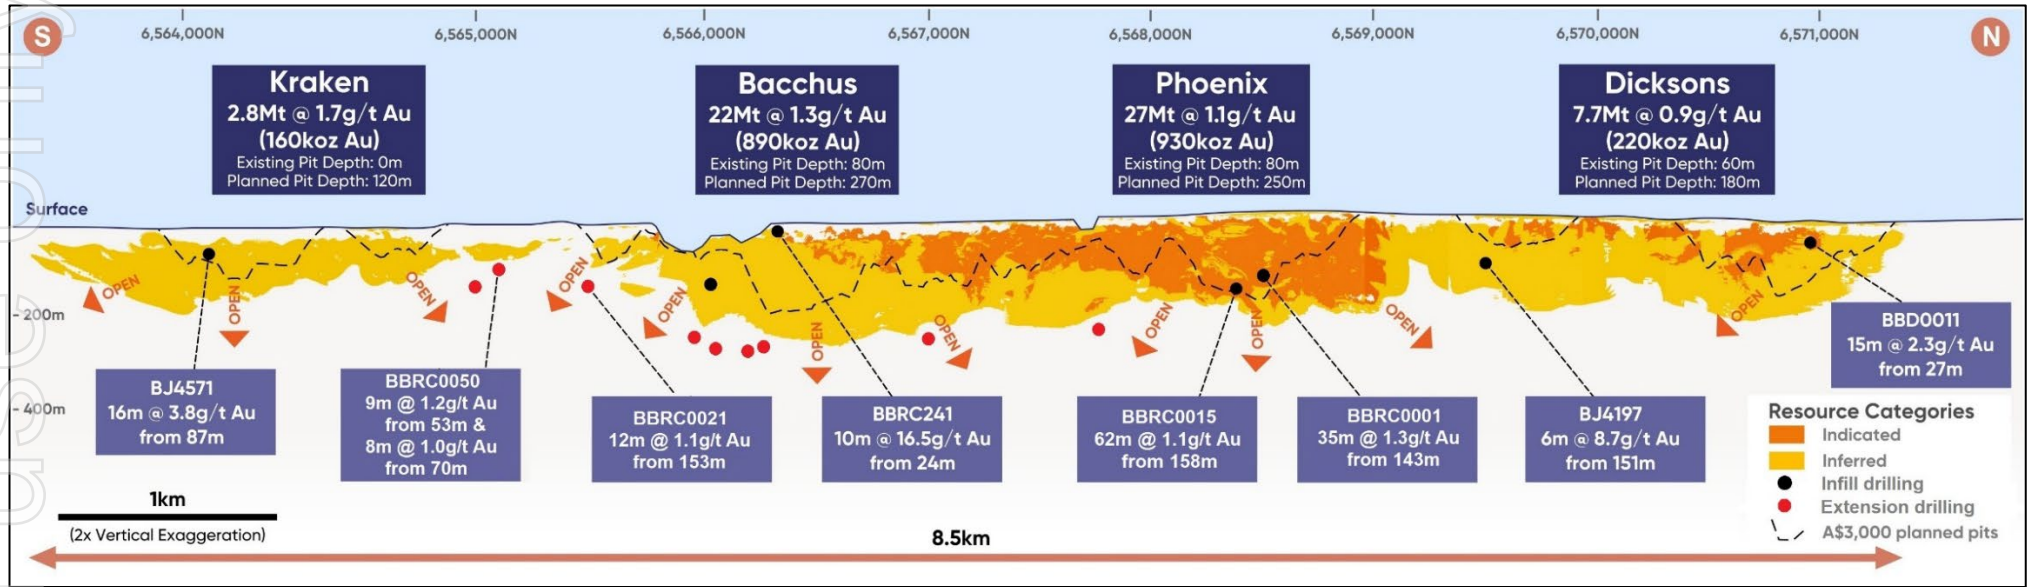 S
6,564,000N
6,565,000N
6,566,000N
6,567,000N
6,568,000N
6,569,000N
6,570,000N
6,571,000N
N
Kraken
2.8Mt @ 1.7g/t Au
(160koz Au)
Existing Pit Depth: 0m
Planned Pit Depth: 120m
Bacchus
22Mt @ 1.3g/t Au
(890koz Au)
Existing Pit Depth: 80m
Planned Pit Depth: 270m
Phoenix
27Mt @ 1.1g/t Au
(930koz Au)
Existing Pit Depth: 80m
Planned Pit Depth: 250m
Dicksons
7.7Mt @ 0.9g/t Au
(220koz Au)
Existing Pit Depth: 60m
Planned Pit Depth: 180m
Surface
OPEN
OPEN
OPEN
OPEN
OPEN
OPEN
OPEN
OPEN
OPEN
OPEN
OPEN
- 200m
- 400m
BJ4571
16m @ 3.8g/t Au
from 87m
BBRC0050
9m @ 1.2g/t Au
from 53m &
8m @ 1.0g/t Au
from 70m
BBRC0021
12m @ 1.1g/t Au
from 153m
BBRC241
10m @ 16.5g/t Au
from 24m
BBRC0015
62m @ 1.1g/t Au
from 158m
BBRC0001
35m @ 1.3g/t Au
from 143m
BJ4197
6m @ 8.7g/t Au
from 151m
BBD0011
15m @ 2.3g/t Au
from 27m
Resource Categories
Indicated
Inferred
Infill drilling
Extension drilling
A$3,000 planned pits
1km
(2x Vertical Exaggeration)
8.5km
use only